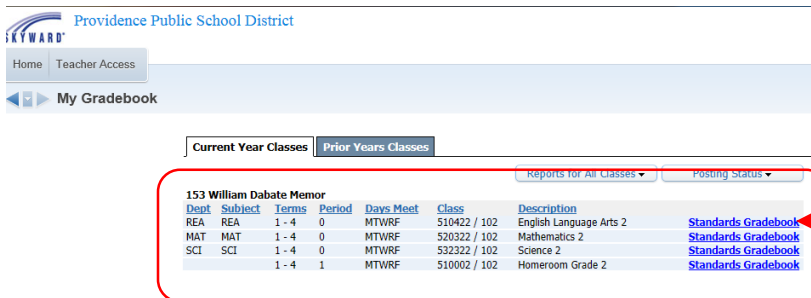 Providence Public School District
SKYWARD
Home Teacher Access
My Gradebook
Current Year Classes Prior Years Classes
Reports for All Classes Posting Status
153 William Dabate Memor
Dept Subject Terms Period Days Meet Class Description
REA REA 1 - 4 0 MTWRF 510422 / 102 English Language Arts 2 Standards Gradebook
MAT MAT 1 - 4 0 MTWRF 520322 / 102 Mathematics 2 Standards Gradebook
SCI SCI 1 - 4 0 MTWRF 532322 / 102 Science 2 Standards Gradebook
1 - 4 1 MTWRF 510002 / 102 Homeroom Grade 2 Standards Gradebook